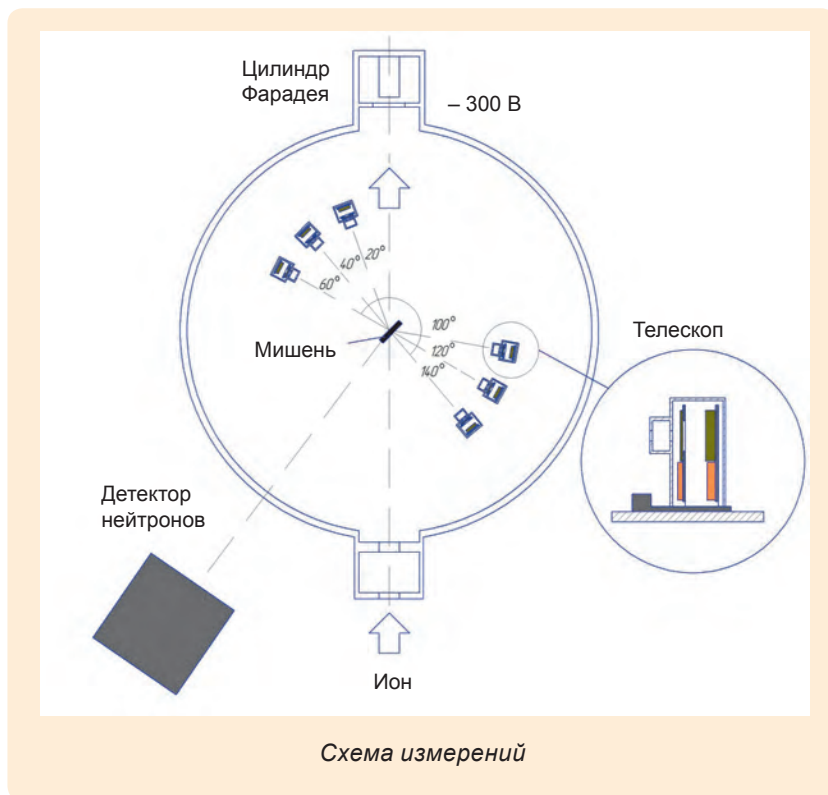 Цилиндр
Фарадея
– 300 В
20°
40°
60°
100°
120°
140°
Мишень
Телескоп
Детектор
нейтронов
Ион
Схема измерений